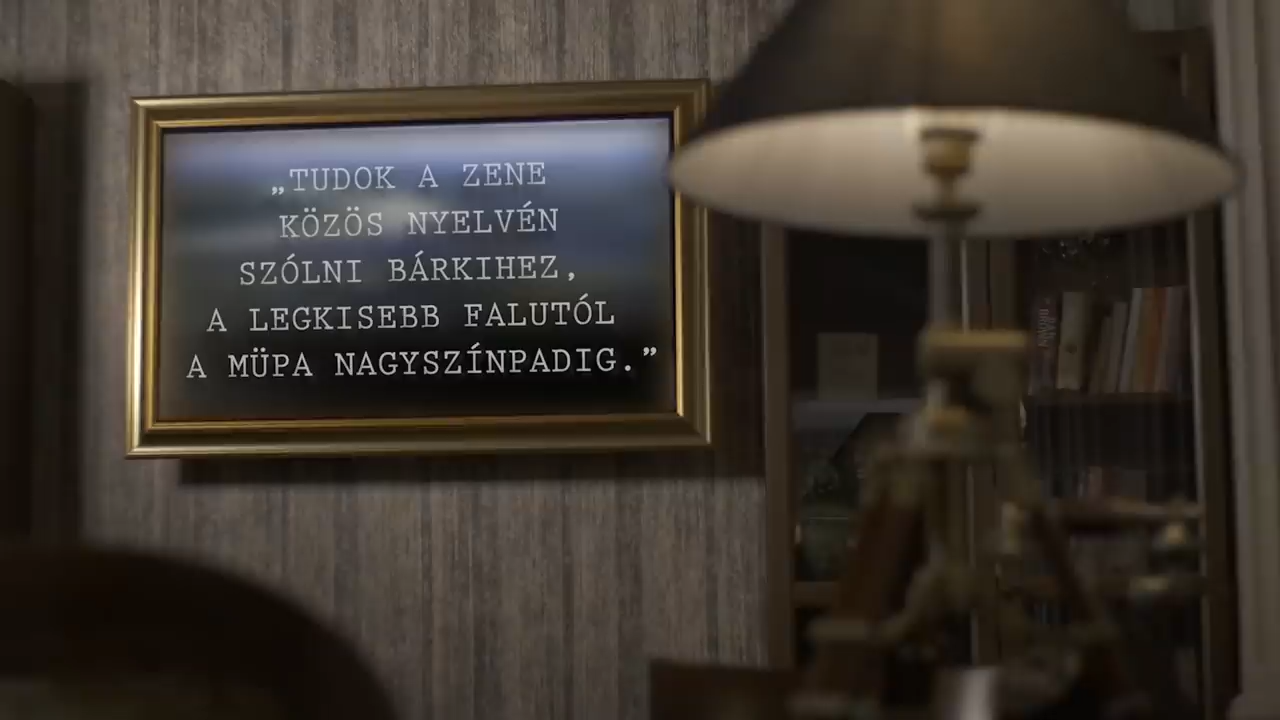 „TUDOK A ZENE
KÖZÖS NYELVÉN
SZÓLNI BÁRKIHEZ,
A LEGKISEBB FALUTÓL
A MÜPA NAGYSZÍNPADIG.”